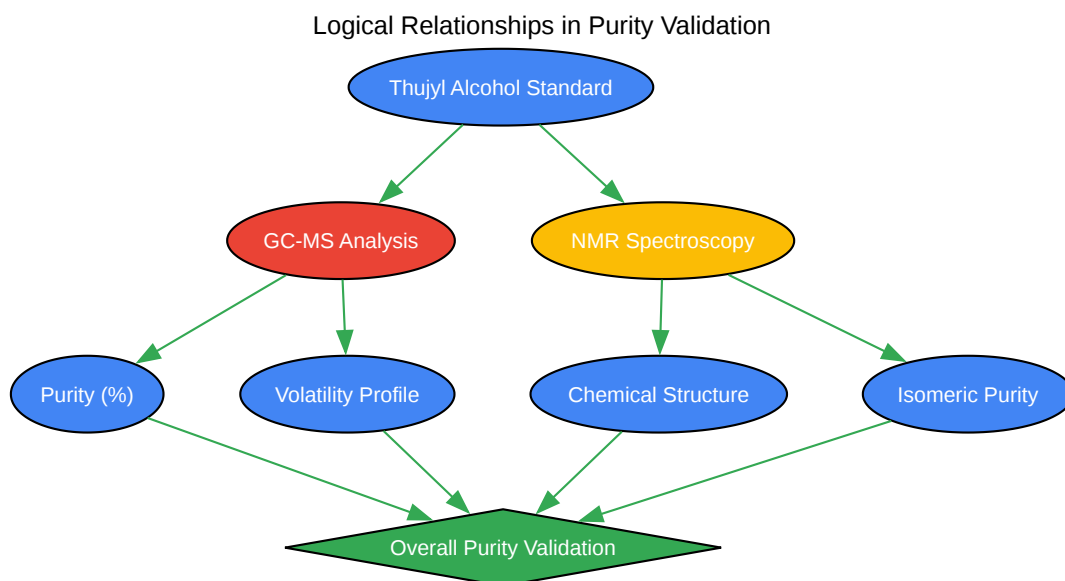 Logical Relationships in Purity Validation
Thujyl Alcohol Standard
GC-MS Analysis
NMR Spectroscopy
Purity (%)
Volatility Profile
Chemical Structure
Isomeric Purity
Overall Purity Validation